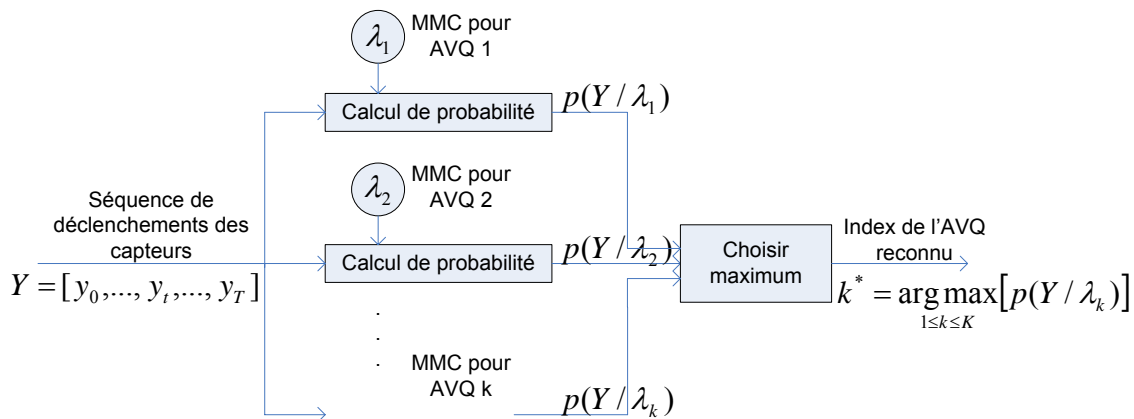 λ₁
MMC pour
AVQ 1
Calcul de probabilité
p(Y / λ₁)
λ₂
MMC pour
AVQ 2
Séquence de
déclenchements des
capteurs
Y = [y₀,..., yₜ,..., y_T]
Calcul de probabilité
p(Y / λ₂)
Choisir
maximum
Index de l’AVQ
reconnu
k* = arg max[p(Y / λₖ)]
1≤k≤K
.
.
.
MMC pour
AVQ k
p(Y / λₖ)